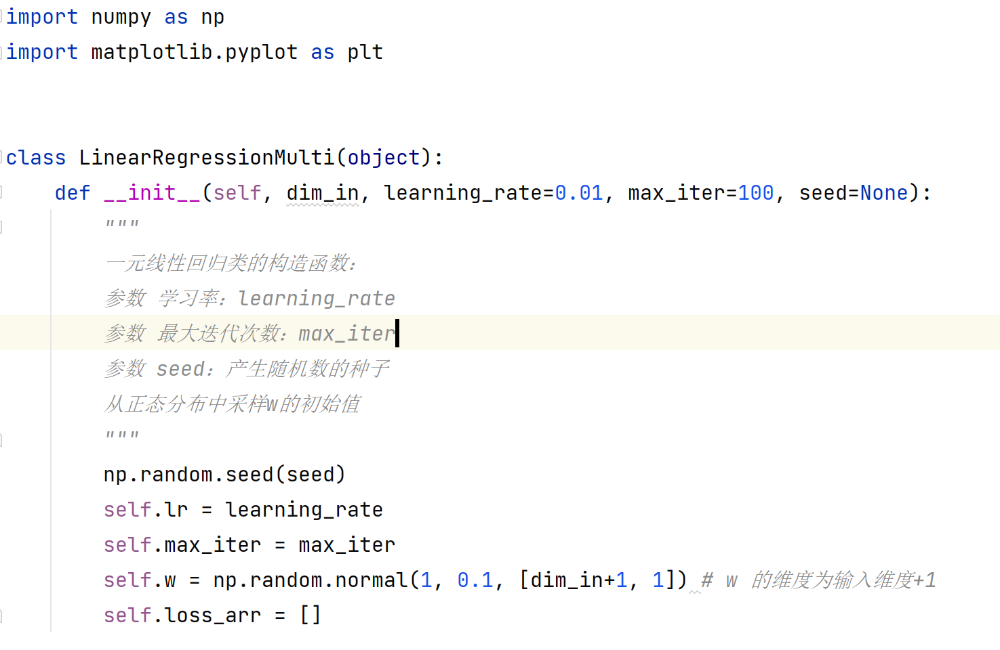 import numpy as np
import matplotlib.pyplot as plt
class LinearRegressionMulti(object):
    def __init__(self, dim_in, learning_rate=0.01, max_iter=100, seed=None):
        """
        一元线性回归类的构造函数：
        参数 学习率：learning_rate
        参数 最大迭代次数：max_iter
        参数 seed：产生随机数的种子
        从正态分布中采样w的初始值
        """
        np.random.seed(seed)
        self.lr = learning_rate
        self.max_iter = max_iter
        self.w = np.random.normal(1, 0.1, [dim_in+1, 1]) # w 的维度为输入维度+1
        self.loss_arr = []